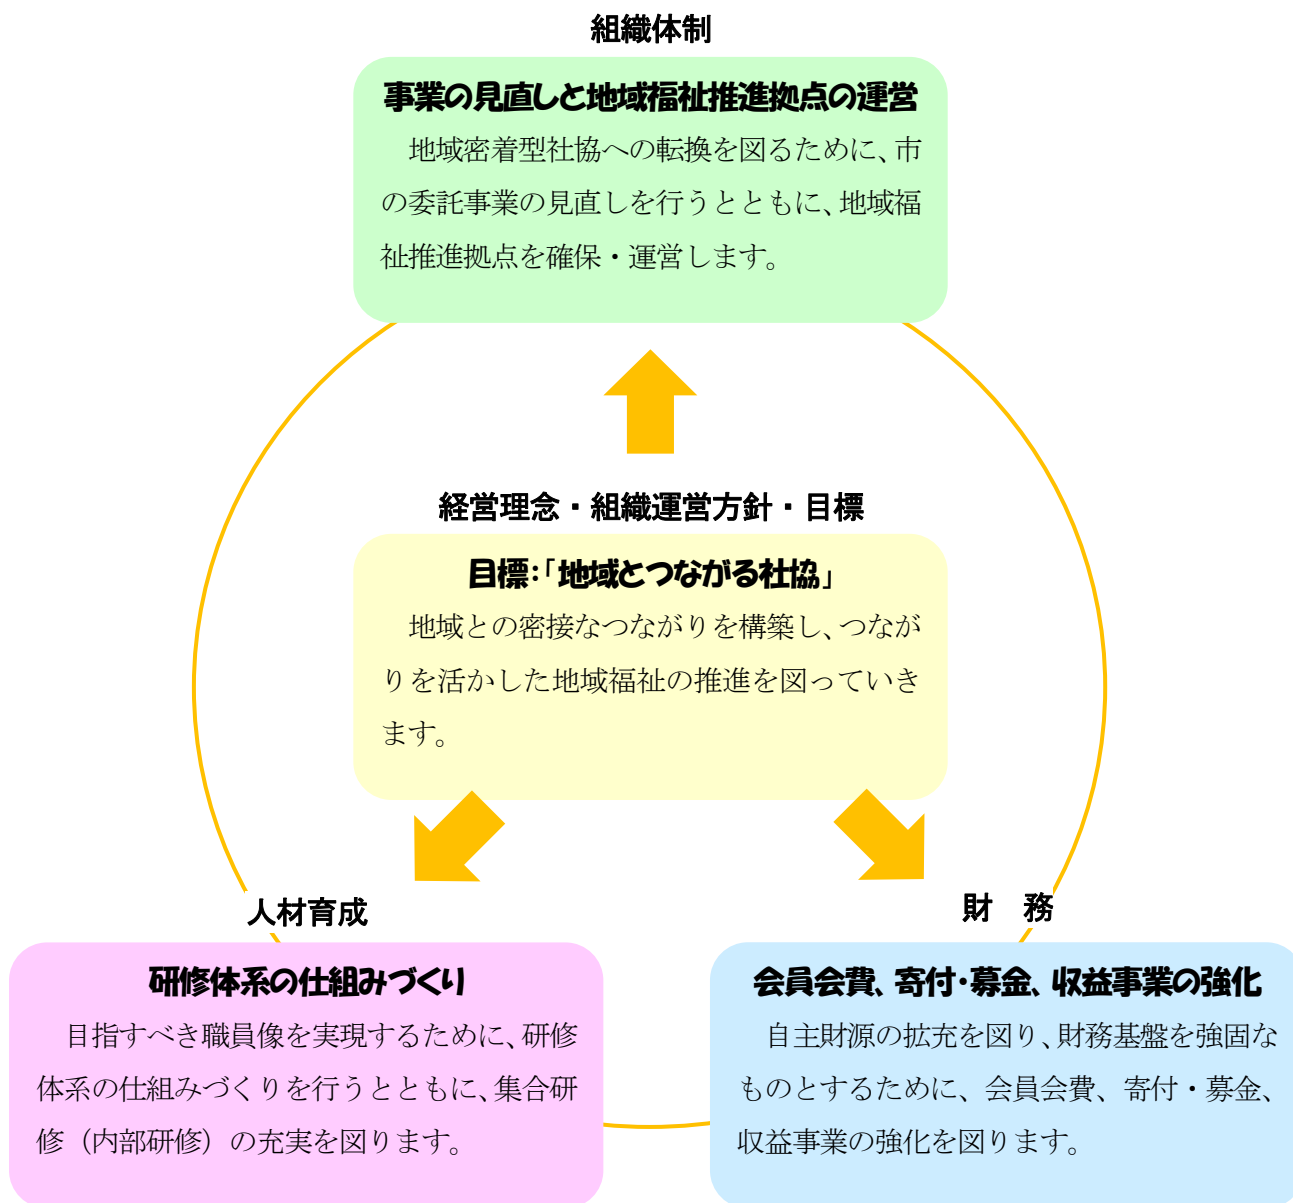 組織体制
事業の見直しと地域福祉推進拠点の運営
　地域密着型社協への転換を図るために、市
の委託事業の見直しを行うとともに、地域福
祉推進拠点を確保・運営します。
経営理念・組織運営方針・目標
目標：「地域とつながる社協」
　地域との密接なつながりを構築し、つなが
りを活かした地域福祉の推進を図っていき
ます。
人材育成
研修体系の仕組みづくり
　目指すべき職員像を実現するために、研修
体系の仕組みづくりを行うとともに、集合研
修（内部研修）の充実を図ります。
財　務
会員会費、寄付・募金、収益事業の強化
　自主財源の拡充を図り、財務基盤を強固な
ものとするために、会員会費、寄付・募金、
収益事業の強化を図ります。